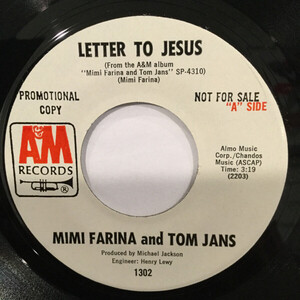 LETTER TO JESUS
(From the A&M album
"Mimi Farina and Tom Jans" SP-4310)
(Mimi Farina)
PROMOTIONAL
COPY
NOT FOR SALE
"A" SIDE
A&M
RECORDS
®
Almo Music
Corp./Chandos
Music (ASCAP)
Time: 3:19
(2203)
MIMI FARINA and TOM JANS
Produced by Michael Jackson
Engineer: Henry Lewy
1302